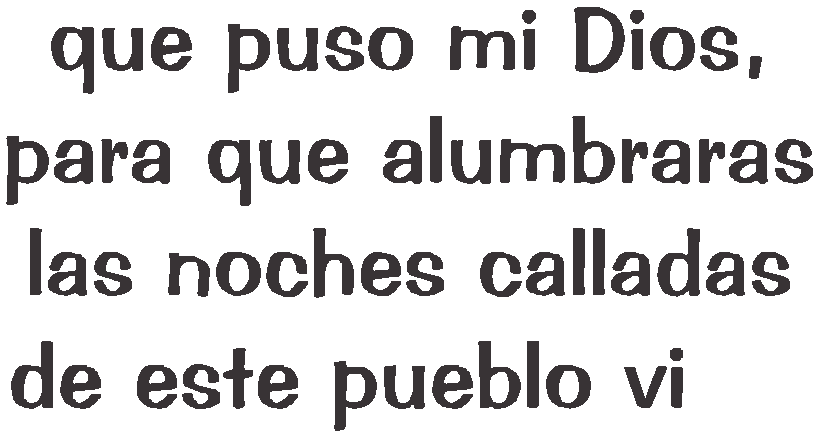 que puso mi Dios,
para que alumbraras
las noches calladas
de este pueblo vi